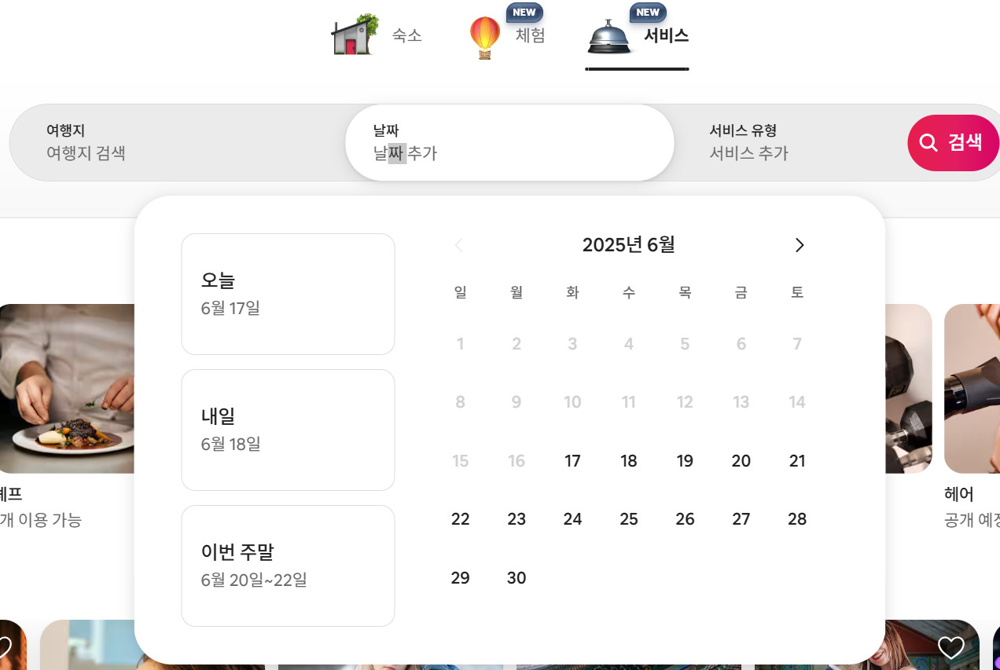 숙소
NEW
체험
NEW
서비스
여행지
여행지 검색
날짜
날짜 추가
서비스 유형
서비스 추가
검색
오늘
6월 17일
내일
6월 18일
이번 주말
6월 20일~22일
2025년 6월
일 월 화 수 목 금 토
1 2 3 4 5 6 7
8 9 10 11 12 13 14
15 16 17 18 19 20 21
22 23 24 25 26 27 28
29 30
개 이용 가능
헤어
공개